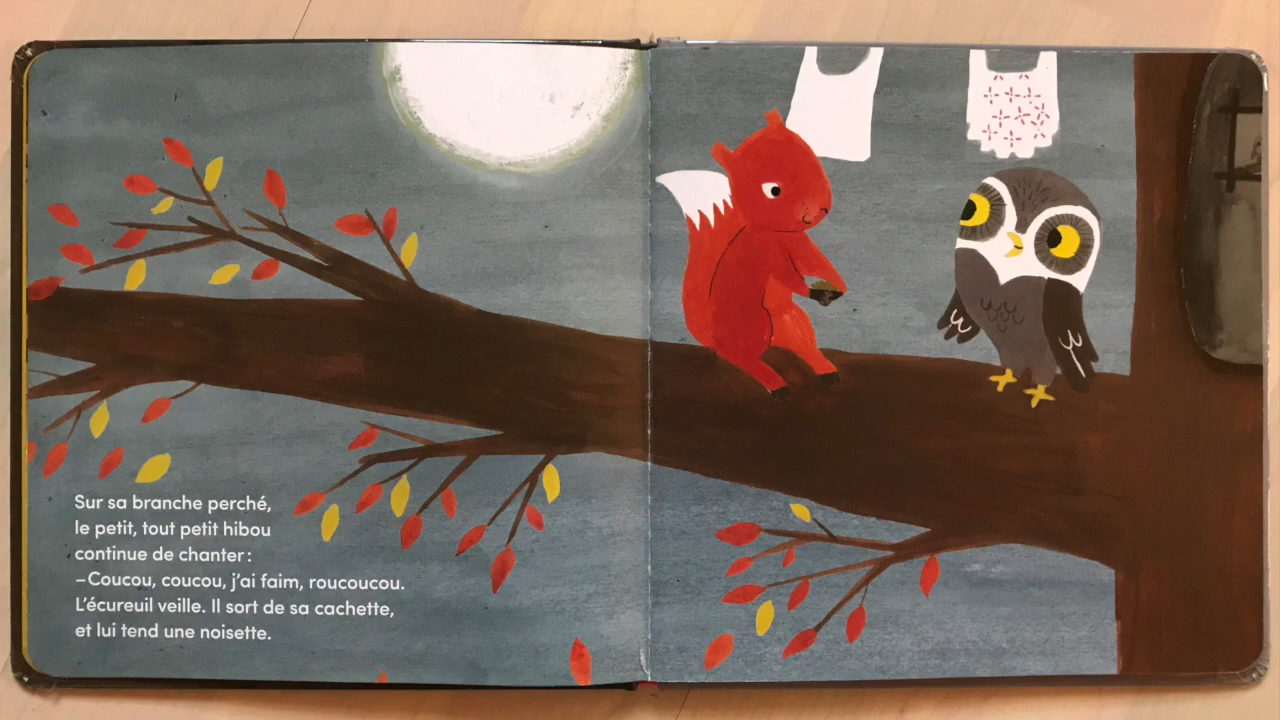 Sur sa branche perché,
le petit, tout petit hibou
continue de chanter :
– Coucou, coucou, j’ai faim, roucoucou.
L’écureuil veille. Il sort de sa cachette,
et lui tend une noisette.